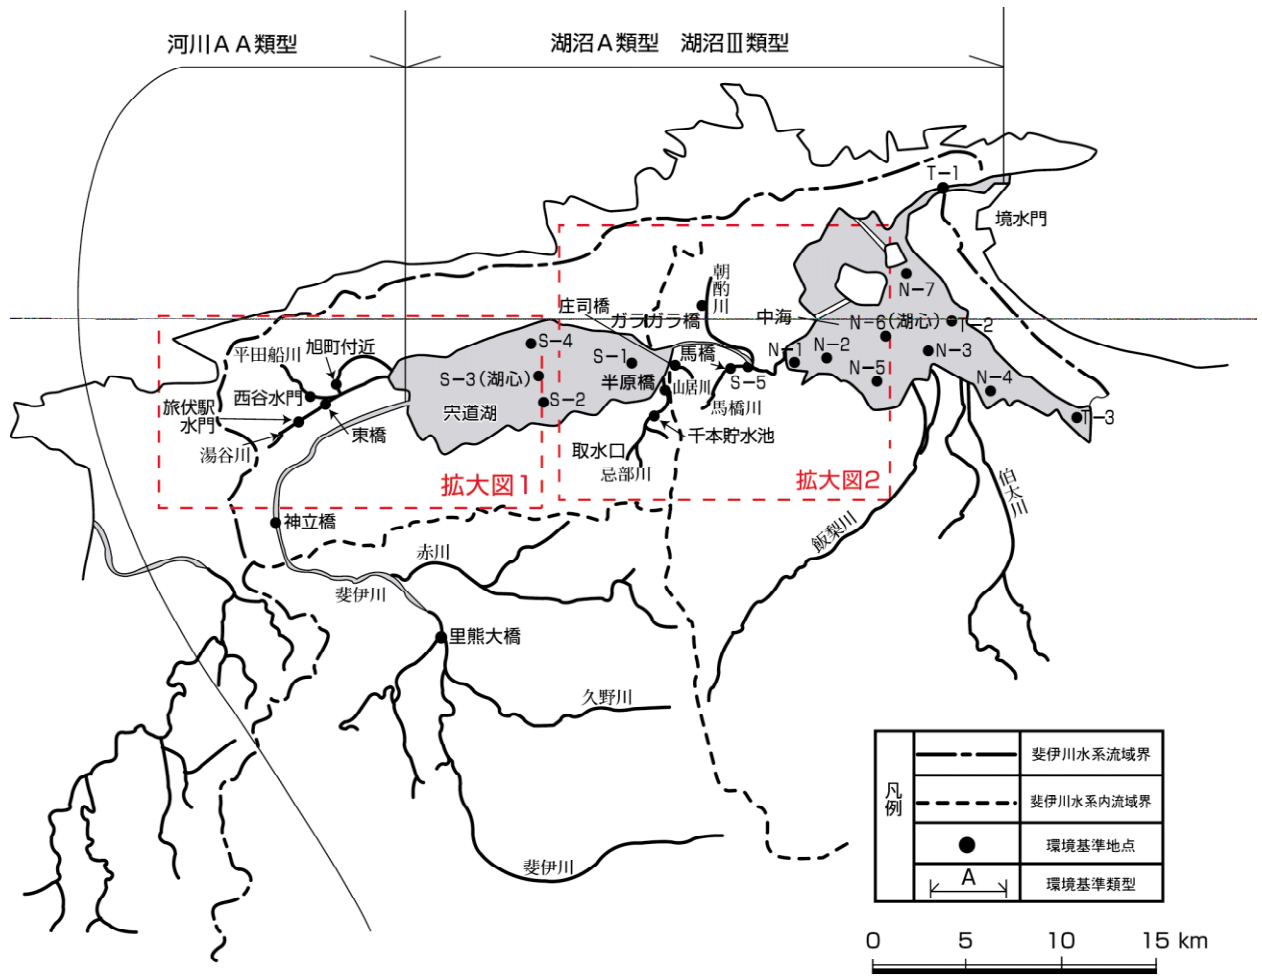 河川ＡＡ類型
湖沼Ａ類型　湖沼Ⅲ類型
T－1
境水門
朝酌川
庄司橋
ガラガラ橋
中海
N－7
N－6(湖心)
T－2
平田船川
旭町付近
S－4
S－1
馬橋
N－1
N－2
N－3
S－3(湖心)
半原橋
山居川
S－5
N－5
N－4
西谷水門
旅伏駅
水門
宍道湖
S－2
馬橋川
T－3
東橋
千本貯水池
湯谷川
取水口
忌部川
拡大図1
拡大図2
伯太川
神立橋
飯梨川
赤川
斐伊川
里熊大橋
久野川
斐伊川
凡例
斐伊川水系流域界
斐伊川水系内流域界
環境基準地点
A
環境基準類型
0
5
10
15 km